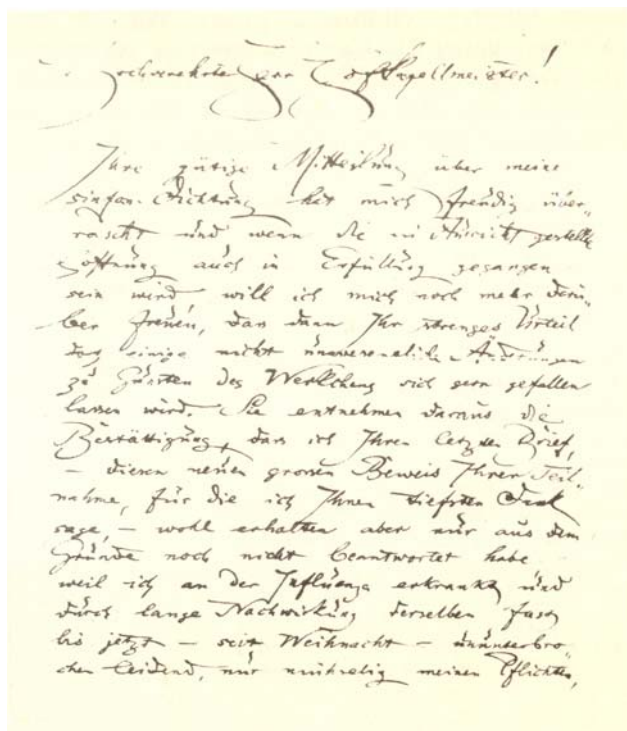 Hochverehrter Herr Hofkapellmeister!
Ihre gütige Mitteilung über meine
sinfon. Dichtung hat mich freudig über-
rascht und wenn die in Aussicht gestellte
Hoffnung auch in Erfüllung gegangen
sein wird, will ich mich noch mehr darü-
ber freuen, dass dann Ihr strenges Urteil
doch einige nicht unwesentliche Änderungen
zu Gunsten des Werkchens sich gern gefallen
lassen wird. Sie entnehmen daraus die
Bestättigung, dass ich Ihren letzten Brief,
– diesen neuen grossen Beweis Ihrer Teil-
nahme, für die ich Ihnen tiefsten Dank
sage, – wohl erhalten aber nur aus dem
Grunde noch nicht beantwortet habe
weil ich an der Influenza erkrankt und
durch lange Nachwirkung derselben fast
bis jetzt – seit Weihnacht – ununterbro-
chen leidend, nur mühselig meinen Pflichten,